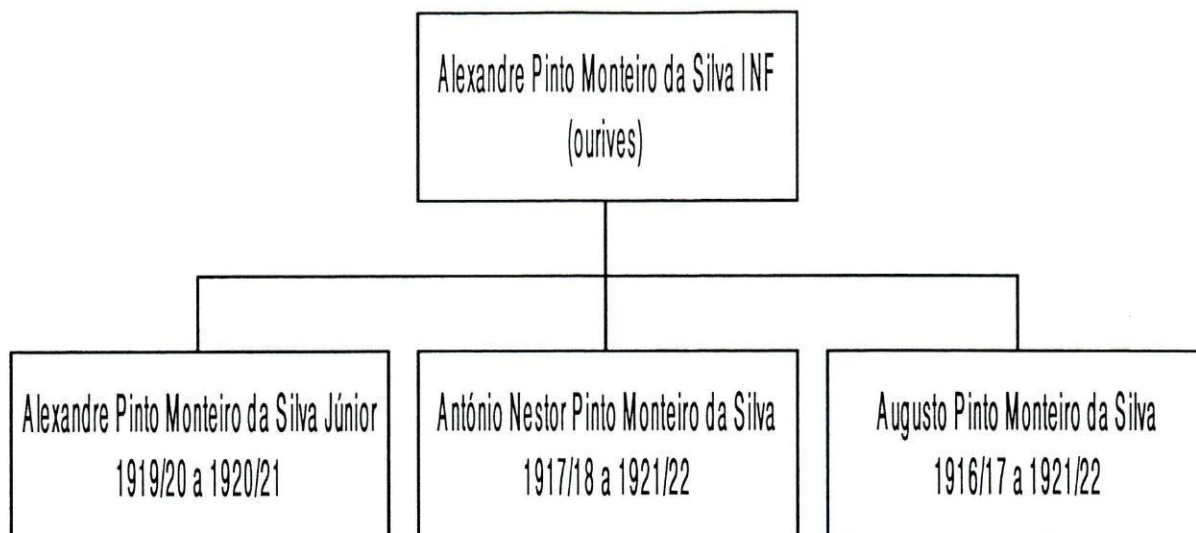 Alexandre Pinto Monteiro da Silva INF
(ourives)
Alexandre Pinto Monteiro da Silva Júnior
1919/20 a 1920/21
António Nestor Pinto Monteiro da Silva
1917/18 a 1921/22
Augusto Pinto Monteiro da Silva
1916/17 a 1921/22